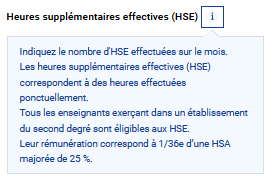 Heures supplémentaires effectives (HSE) i
Indiquez le nombre d'HSE effectuées sur le mois.
Les heures supplémentaires effectives (HSE)
correspondent à des heures effectuées
ponctuellement.
Tous les enseignants exerçant dans un établissement
du second degré sont éligibles aux HSE.
Leur rémunération correspond à 1/36e d'une HSA
majorée de 25 %.